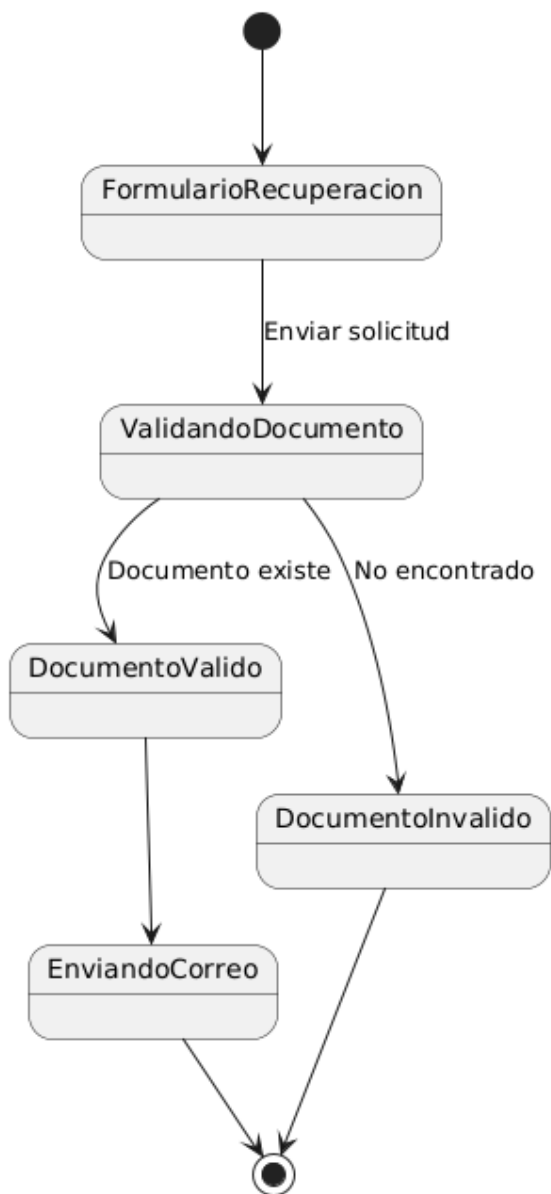 FormularioRecuperacion
Enviar solicitud
ValidandoDocumento
Documento existe
No encontrado
DocumentoValido
DocumentoInvalido
EnviandoCorreo